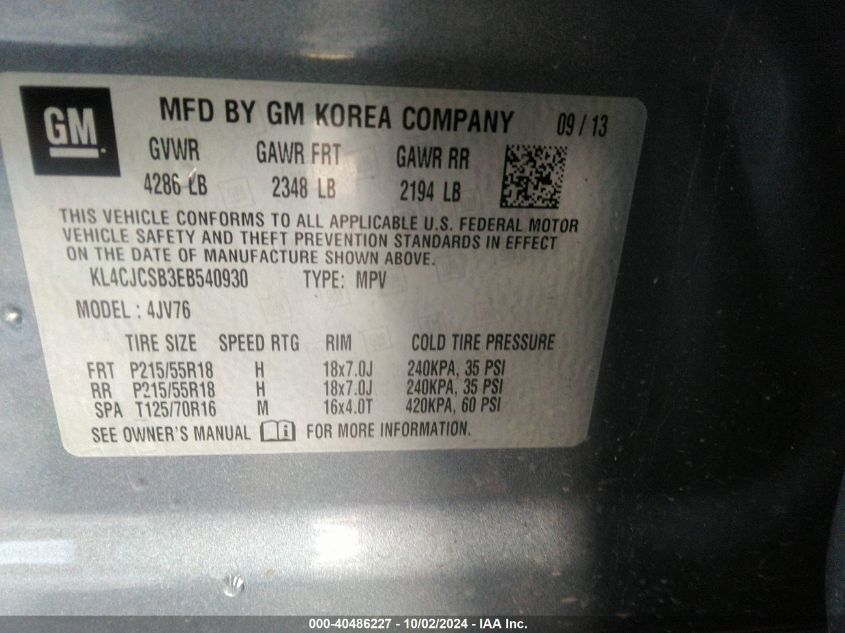 GM
MFD BY GM KOREA COMPANY 09 / 13
GVWR GAWR FRT GAWR RR
4286 LB 2348 LB 2194 LB
THIS VEHICLE CONFORMS TO ALL APPLICABLE U.S. FEDERAL MOTOR
VEHICLE SAFETY AND THEFT PREVENTION STANDARDS IN EFFECT
ON THE DATE OF MANUFACTURE SHOWN ABOVE.
KL4CJCSB3EB540930 TYPE: MPV
MODEL : 4JV76
TIRE SIZE SPEED RTG RIM COLD TIRE PRESSURE
FRT P215/55R18 H 18x7.0J 240KPA, 35 PSI
RR P215/55R18 H 18x7.0J 240KPA, 35 PSI
SPA T125/70R16 M 16x4.0T 420KPA, 60 PSI
SEE OWNER'S MANUAL i FOR MORE INFORMATION.
000-40486227 - 10/02/2024 - IAA Inc.